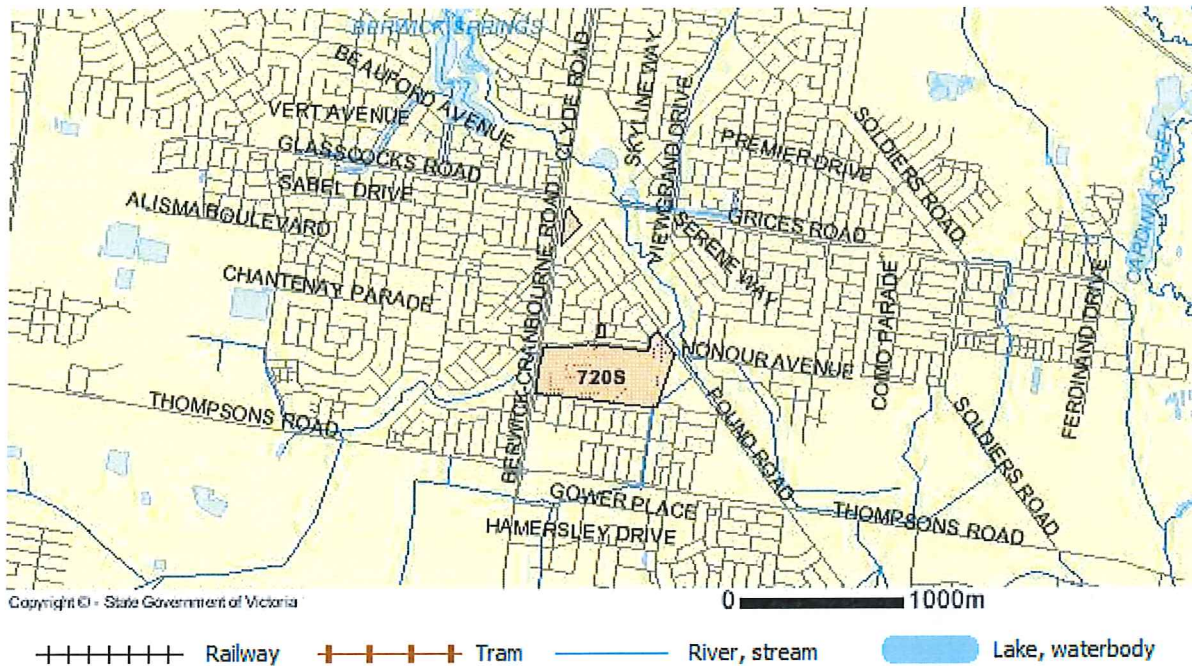 BERWICK SPRINGS
BEAUFORD AVENUE
CLYDE ROAD
SKYLINE WAY
VIEWGRAND DRIVE
VERT AVENUE
PREMIER DRIVE
SOLDIERS ROAD
CARDINIA CREEK
GLASSCOCKS ROAD
SABEL DRIVE
ALISMA BOULEVARD
GRICES ROAD
SERENE WAY
CHANTENAY PARADE
BERWICK-CRANBOURNE ROAD
COMO PARADE
FERDINAND DRIVE
HONOUR AVENUE
720S
THOMPSONS ROAD
POUND ROAD
SOLDIERS ROAD
GOWER PLACE
THOMPSONS ROAD
HAMERSLEY DRIVE
Copyright © - State Government of Victoria
0 1000m
Railway Tram River, stream Lake, waterbody